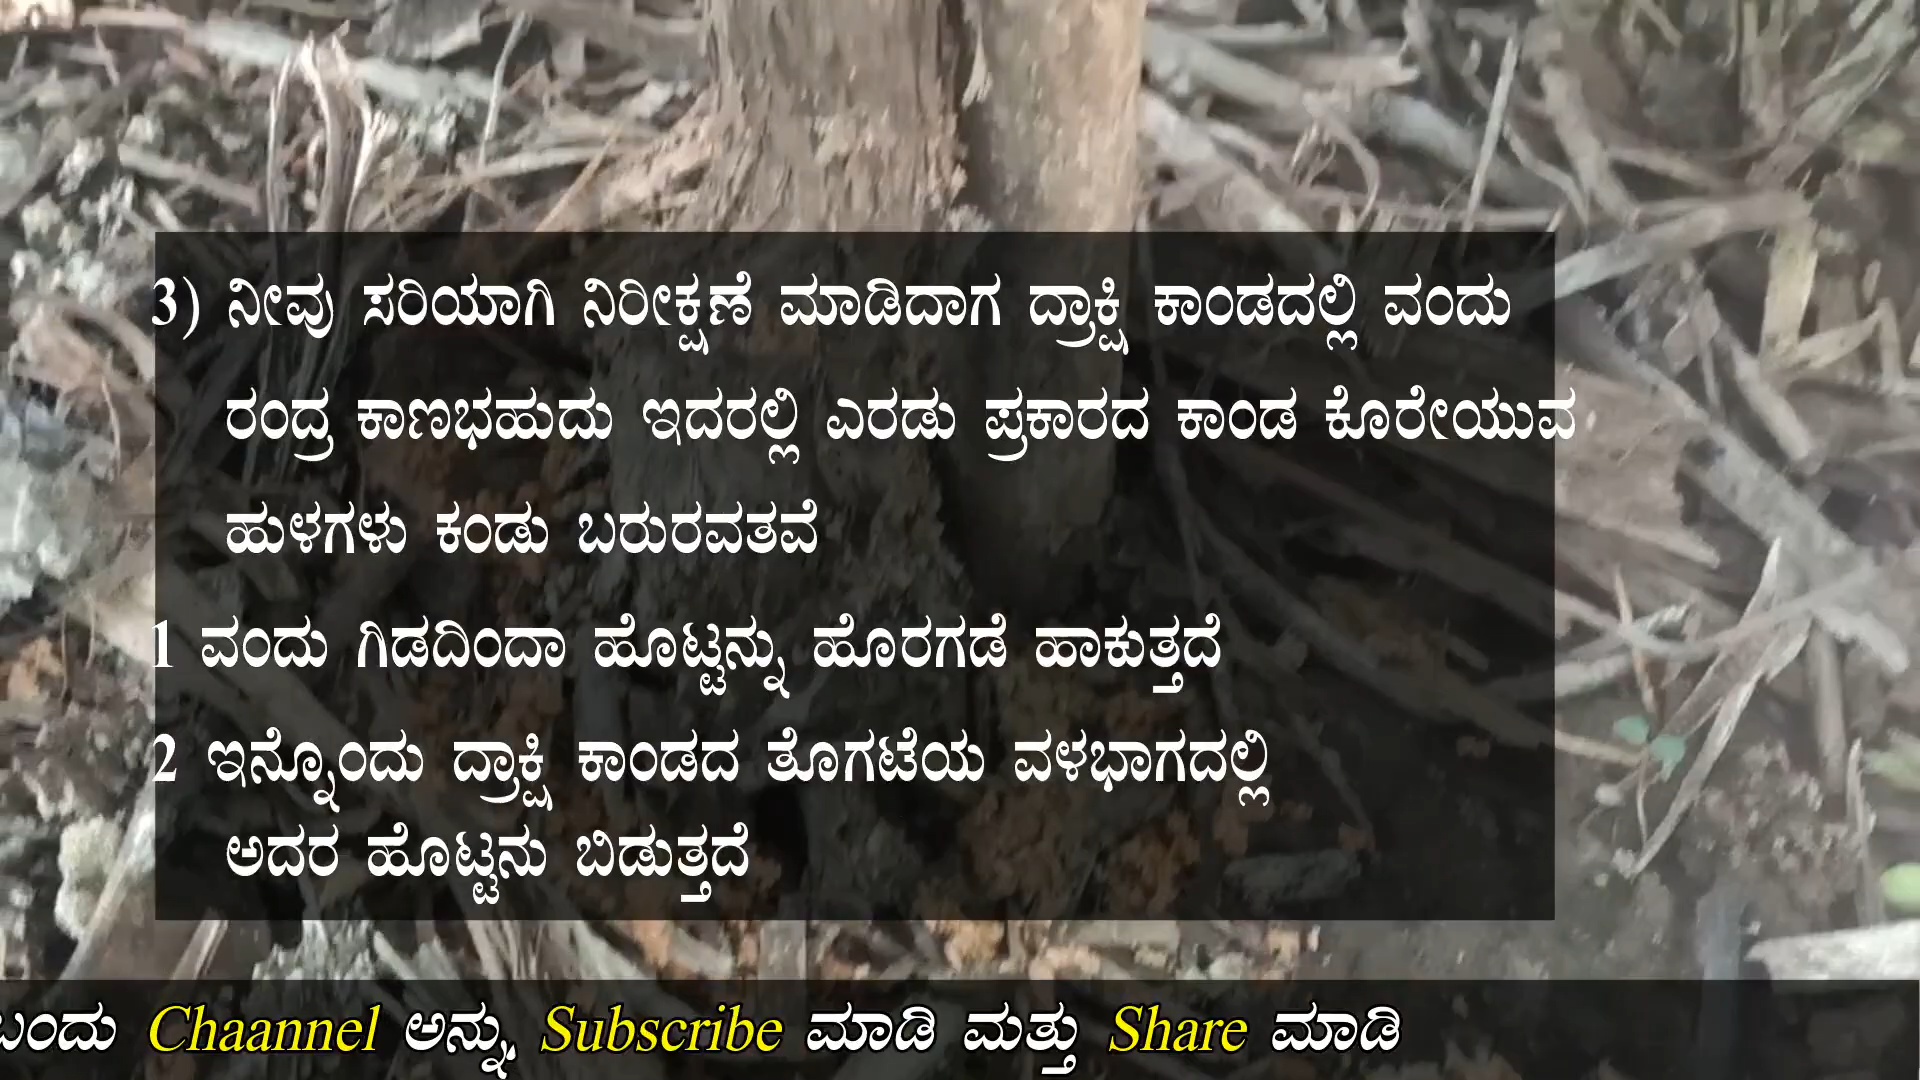 3) ನೀವು ಸರಿಯಾಗಿ ನಿರೀಕ್ಷಣೆ ಮಾಡಿದಾಗ ದ್ರಾಕ್ಷಿ ಕಾಂಡದಲ್ಲಿ ವಂದು
ರಂದ್ರ ಕಾಣಭಹುದು ಇದರಲ್ಲಿ ಎರಡು ಪ್ರಕಾರದ ಕಾಂಡ ಕೊರೇಯುವ
ಹುಳಗಳು ಕಂಡು ಬರುರವತವೆ
1 ವಂದು ಗಿಡದಿಂದಾ ಹೊಟ್ಟನ್ನು ಹೊರಗಡೆ ಹಾಕುತ್ತದೆ
2 ಇನ್ನೊಂದು ದ್ರಾಕ್ಷಿ ಕಾಂಡದ ತೊಗಟೆಯ ವಳಭಾಗದಲ್ಲಿ
ಅದರ ಹೊಟ್ಟನು ಬಿಡುತ್ತದೆ
ಬಂದು Chaannel ಅನ್ನು Subscribe ಮಾಡಿ ಮತ್ತು Share ಮಾಡಿ